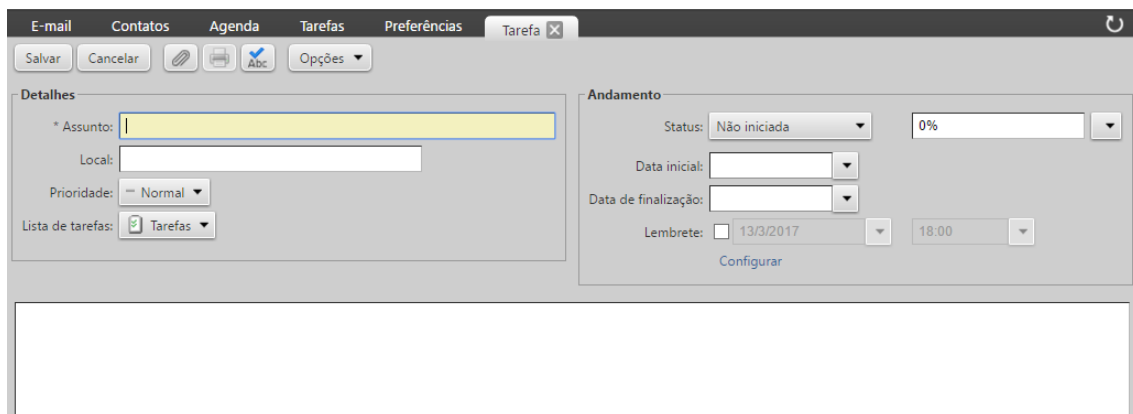 E-mail Contatos Agenda Tarefas Preferências Tarefa
Salvar Cancelar Abc Opções
Detalhes
* Assunto:
Local:
Prioridade: Normal
Lista de tarefas: Tarefas
Andamento
Status: Não iniciada 0%
Data inicial:
Data de finalização:
Lembrete: 13/3/2017 18:00
Configurar